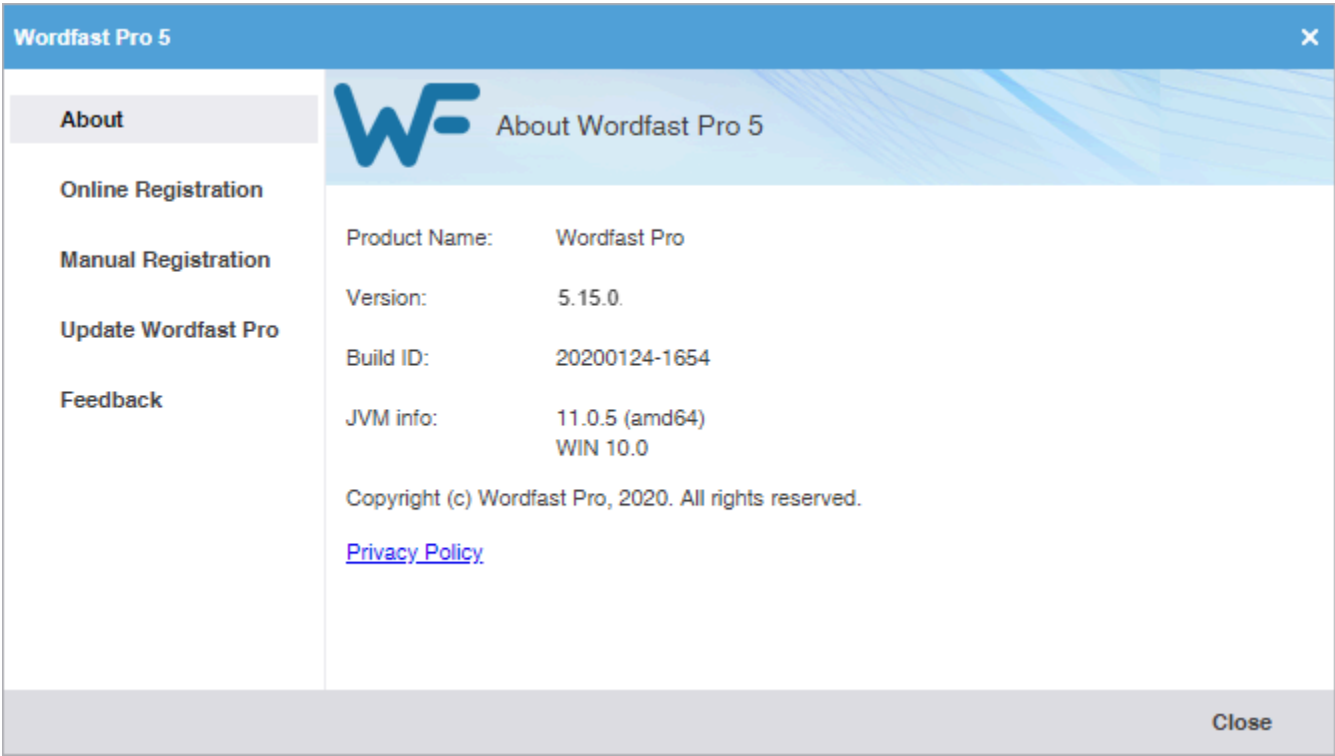 Wordfast Pro 5
About
Online Registration
Manual Registration
Update Wordfast Pro
Feedback
WF About Wordfast Pro 5
Product Name: Wordfast Pro
Version: 5.15.0
Build ID: 20200124-1654
JVM info: 11.0.5 (amd64)
WIN 10.0
Copyright (c) Wordfast Pro, 2020. All rights reserved.
Privacy Policy
Close